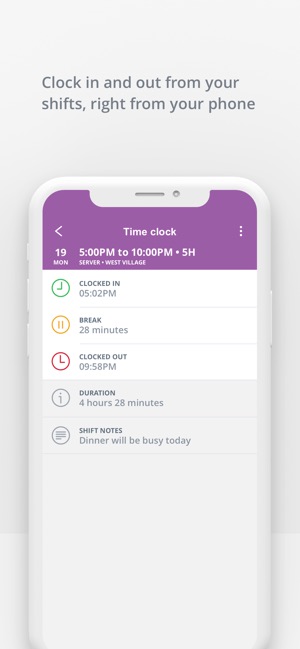 Clock in and out from your
shifts, right from your phone
Time clock
19 5:00PM to 10:00PM • 5H
MON SERVER • WEST VILLAGE
CLOCKED IN
05:02PM
BREAK
28 minutes
CLOCKED OUT
09:58PM
DURATION
4 hours 28 minutes
SHIFT NOTES
Dinner will be busy today